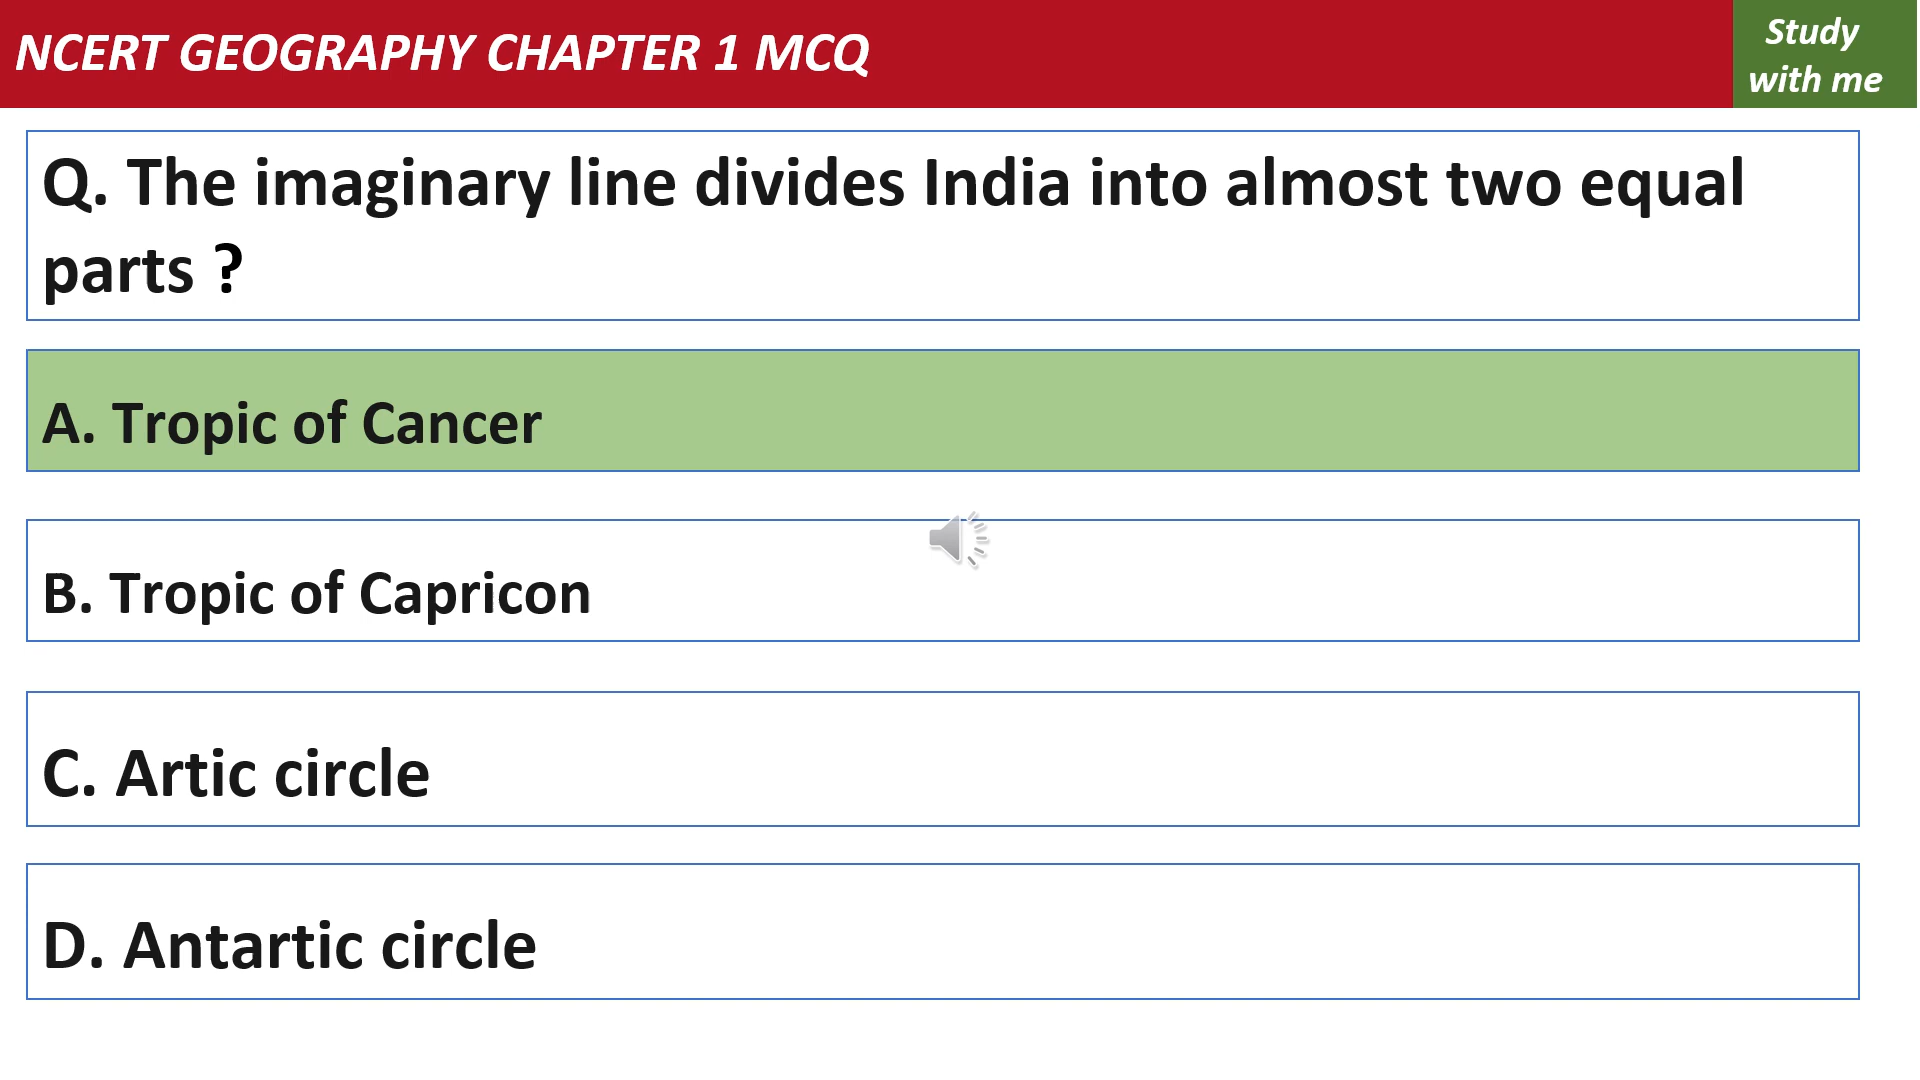 NCERT GEOGRAPHY CHAPTER 1 MCQ
Study
with me
Q. The imaginary line divides India into almost two equal
parts ?
A. Tropic of Cancer
B. Tropic of Capricon
C. Artic circle
D. Antartic circle